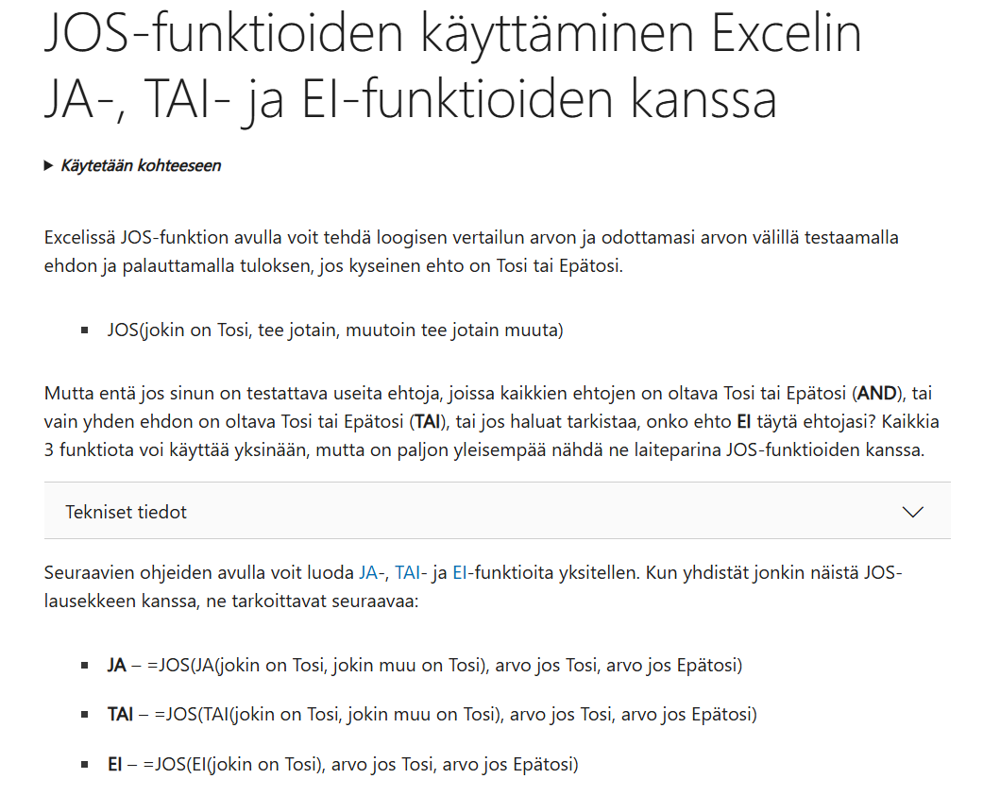 JOS-funktioiden käyttäminen Excelin
JA-, TAI- ja EI-funktioiden kanssa
Käytetään kohteeseen
Excelissä JOS-funktion avulla voit tehdä loogisen vertailun arvon ja odottamasi arvon välillä testaamalla
ehdon ja palauttamalla tuloksen, jos kyseinen ehto on Tosi tai Epätosi.
JOS(jokin on Tosi, tee jotain, muutoin tee jotain muuta)
Mutta entä jos sinun on testattava useita ehtoja, joissa kaikkien ehtojen on oltava Tosi tai Epätosi (AND), tai
vain yhden ehdon on oltava Tosi tai Epätosi (TAI), tai jos haluat tarkistaa, onko ehto EI täytä ehtojasi? Kaikkia
3 funktiota voi käyttää yksinään, mutta on paljon yleisempää nähdä ne laiteparina JOS-funktioiden kanssa.
Tekniset tiedot
Seuraavien ohjeiden avulla voit luoda JA-, TAI- ja EI-funktioita yksitellen. Kun yhdistät jonkin näistä JOS-
lausekkeen kanssa, ne tarkoittavat seuraavaa:
JA – =JOS(JA(jokin on Tosi, jokin muu on Tosi), arvo jos Tosi, arvo jos Epätosi)
TAI – =JOS(TAI(jokin on Tosi, jokin muu on Tosi), arvo jos Tosi, arvo jos Epätosi)
EI – =JOS(EI(jokin on Tosi), arvo jos Tosi, arvo jos Epätosi)